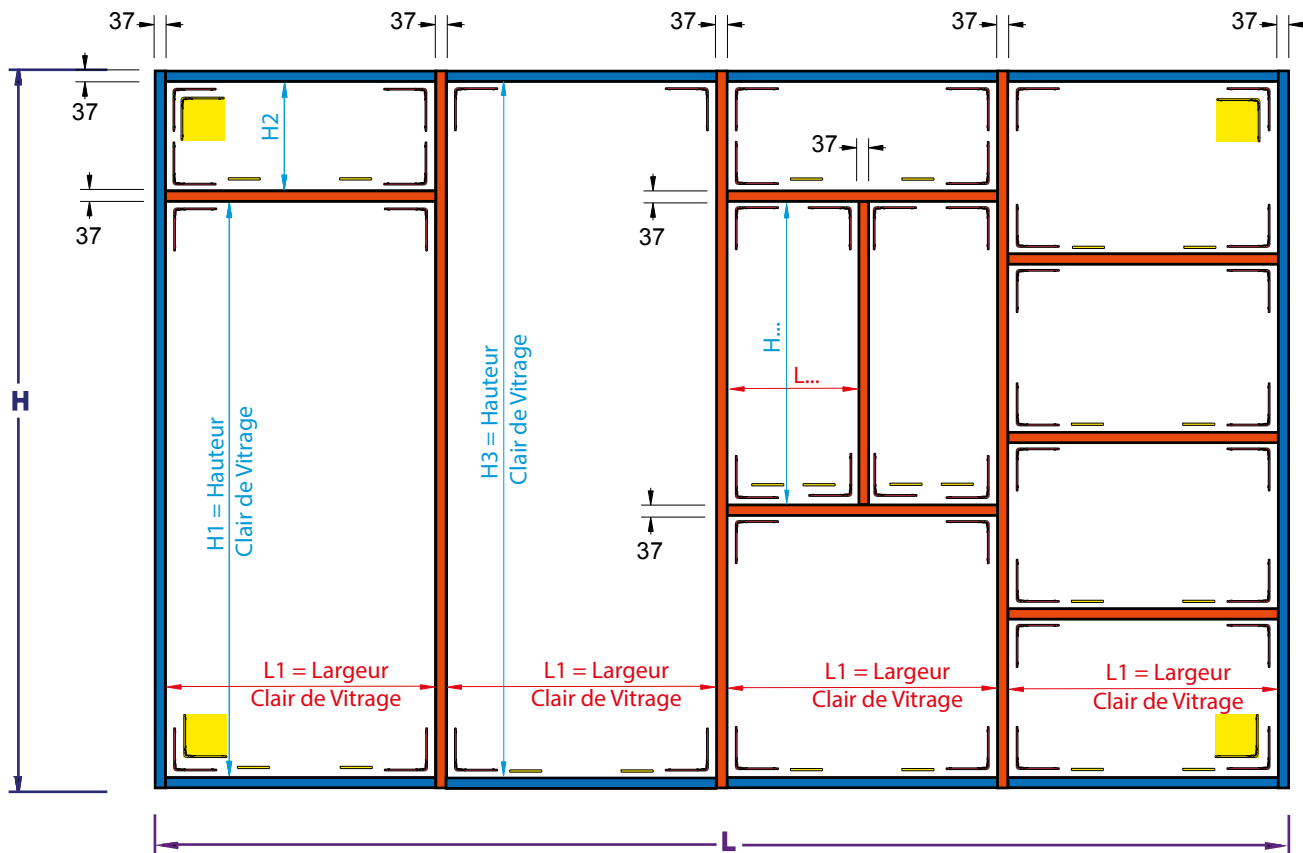 37
37
37
37
37
37
H2
37
37
37
H
H1 = Hauteur
Clair de Vitrage
H3 = Hauteur
Clair de Vitrage
H...
L...
37
L1 = Largeur
Clair de Vitrage
L1 = Largeur
Clair de Vitrage
L1 = Largeur
Clair de Vitrage
L1 = Largeur
Clair de Vitrage
L